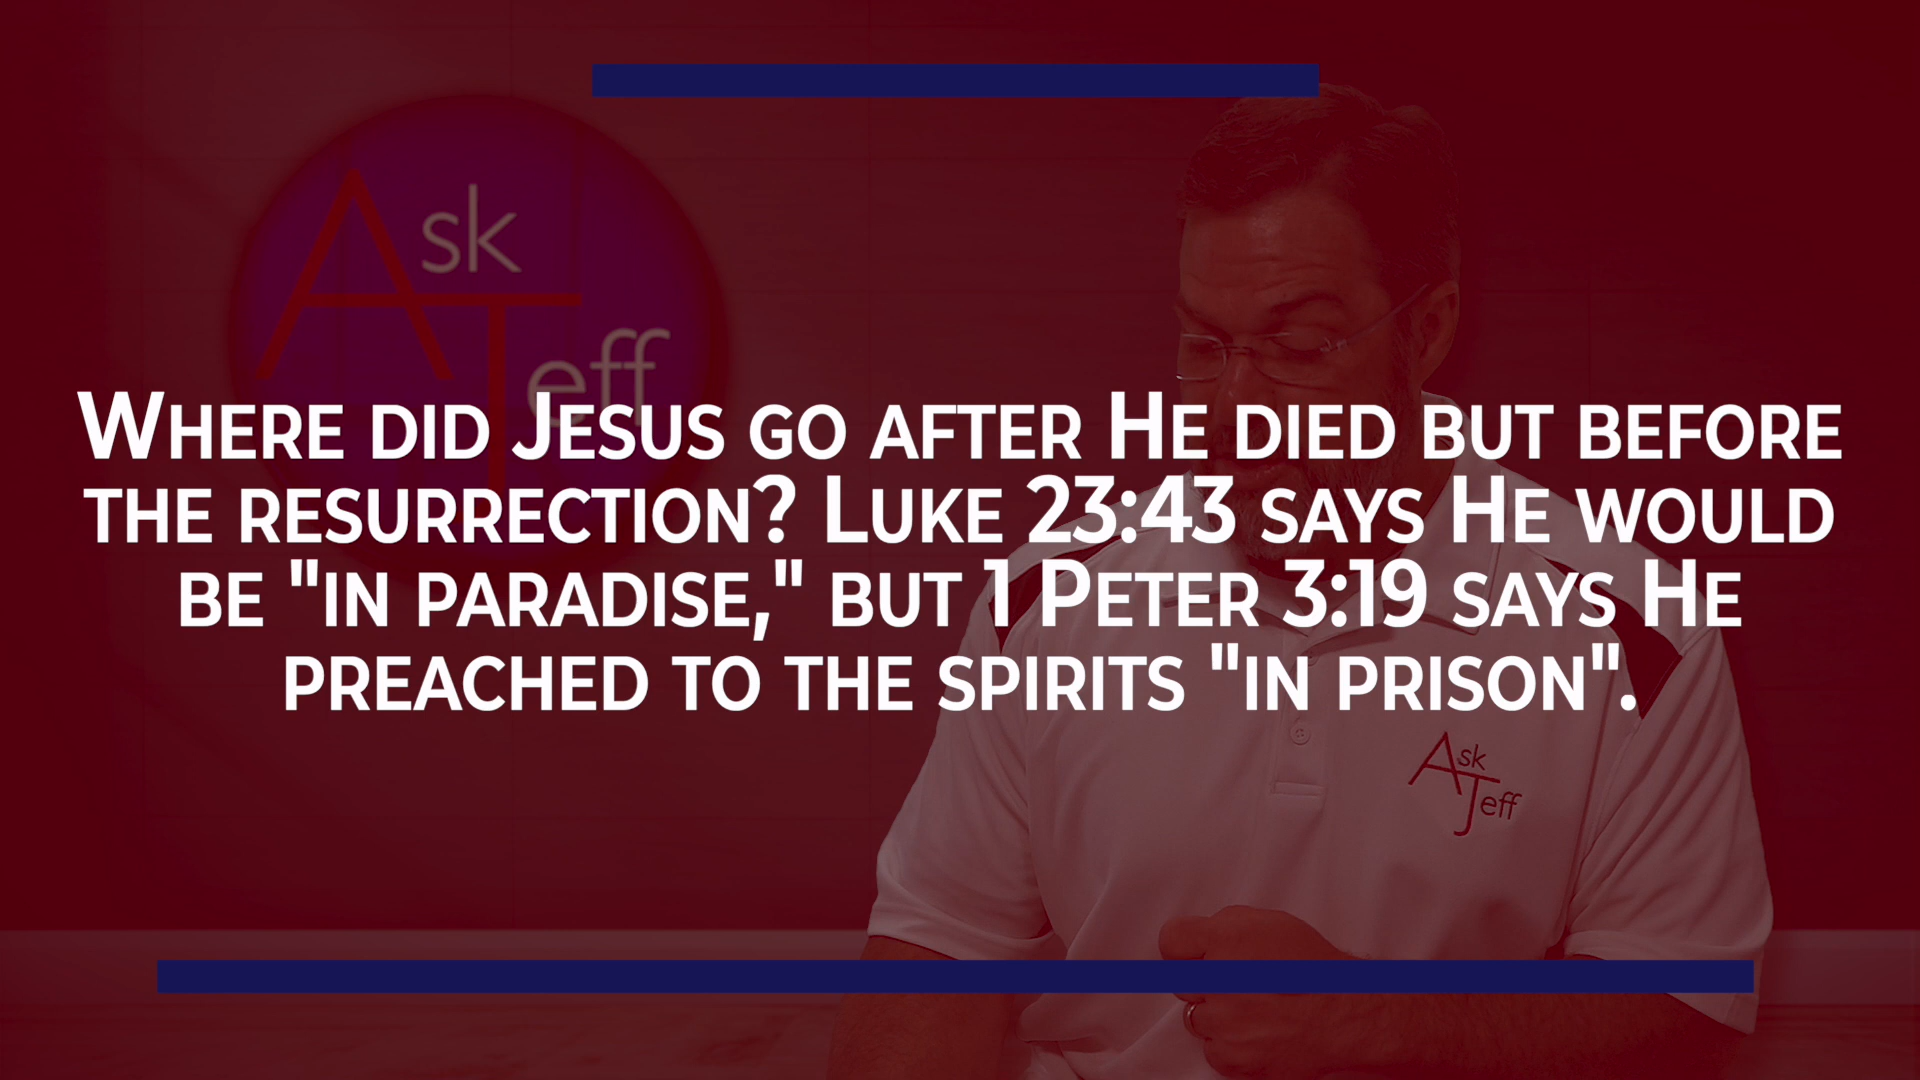 Ask
Jeff
Where did Jesus go after He died but before
the resurrection? Luke 23:43 says He would
be "in paradise," but 1 Peter 3:19 says He
preached to the spirits "in prison".
Ask
Jeff